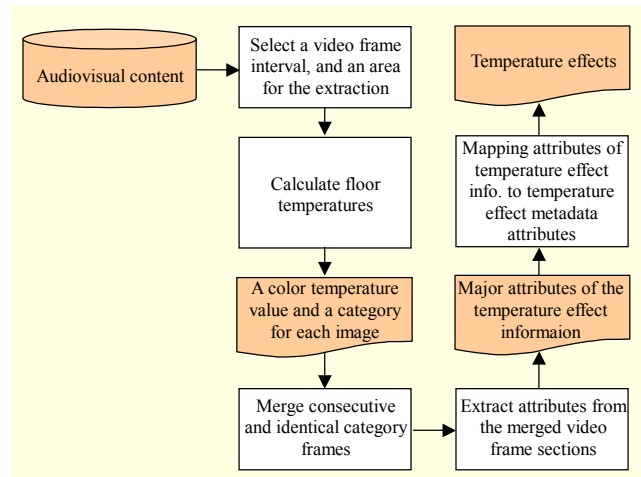 Audiovisual content
Select a video frame
interval, and an area
for the extraction
Calculate floor
temperatures
A color temperature
value and a category
for each image
Merge consecutive
and identical category
frames
Extract attributes from
the merged video
frame sections
Major attributes of the
temperature effect
informaion
Mapping attributes of
temperature effect
info. to temperature
effect metadada
attributes
Temperature effects